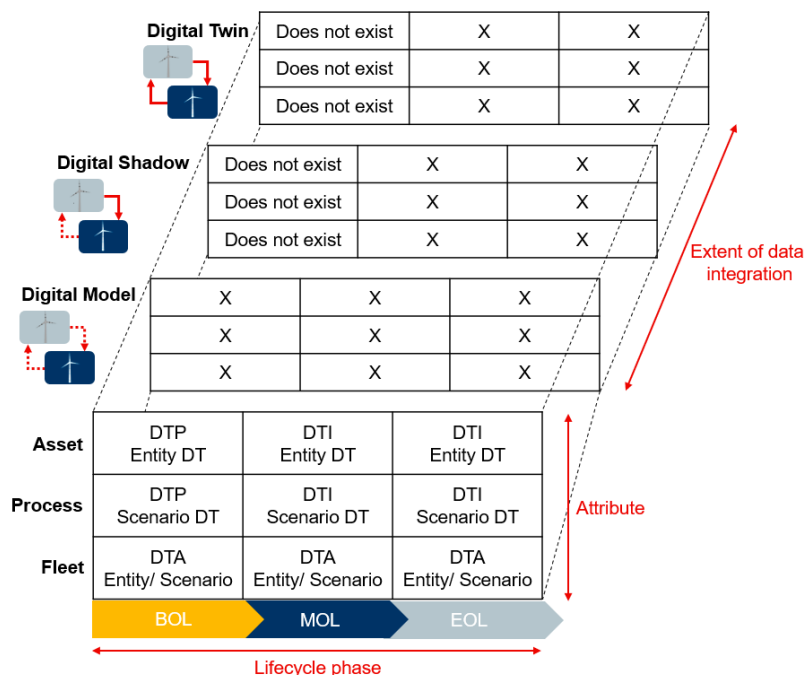 Digital Twin
Does not exist X X
Does not exist X X
Does not exist X X
Digital Shadow
Does not exist X X
Does not exist X X
Does not exist X X
Extent of data
integration
Digital Model
X X X
X X X
X X X
Asset
DTP DTI DTI
Entity DT Entity DT Entity DT
Process
DTP DTI DTI
Scenario DT Scenario DT Scenario DT
Attribute
Fleet
DTA DTA DTA
Entity/ Scenario Entity/ Scenario Entity/ Scenario
BOL MOL EOL
Lifecycle phase